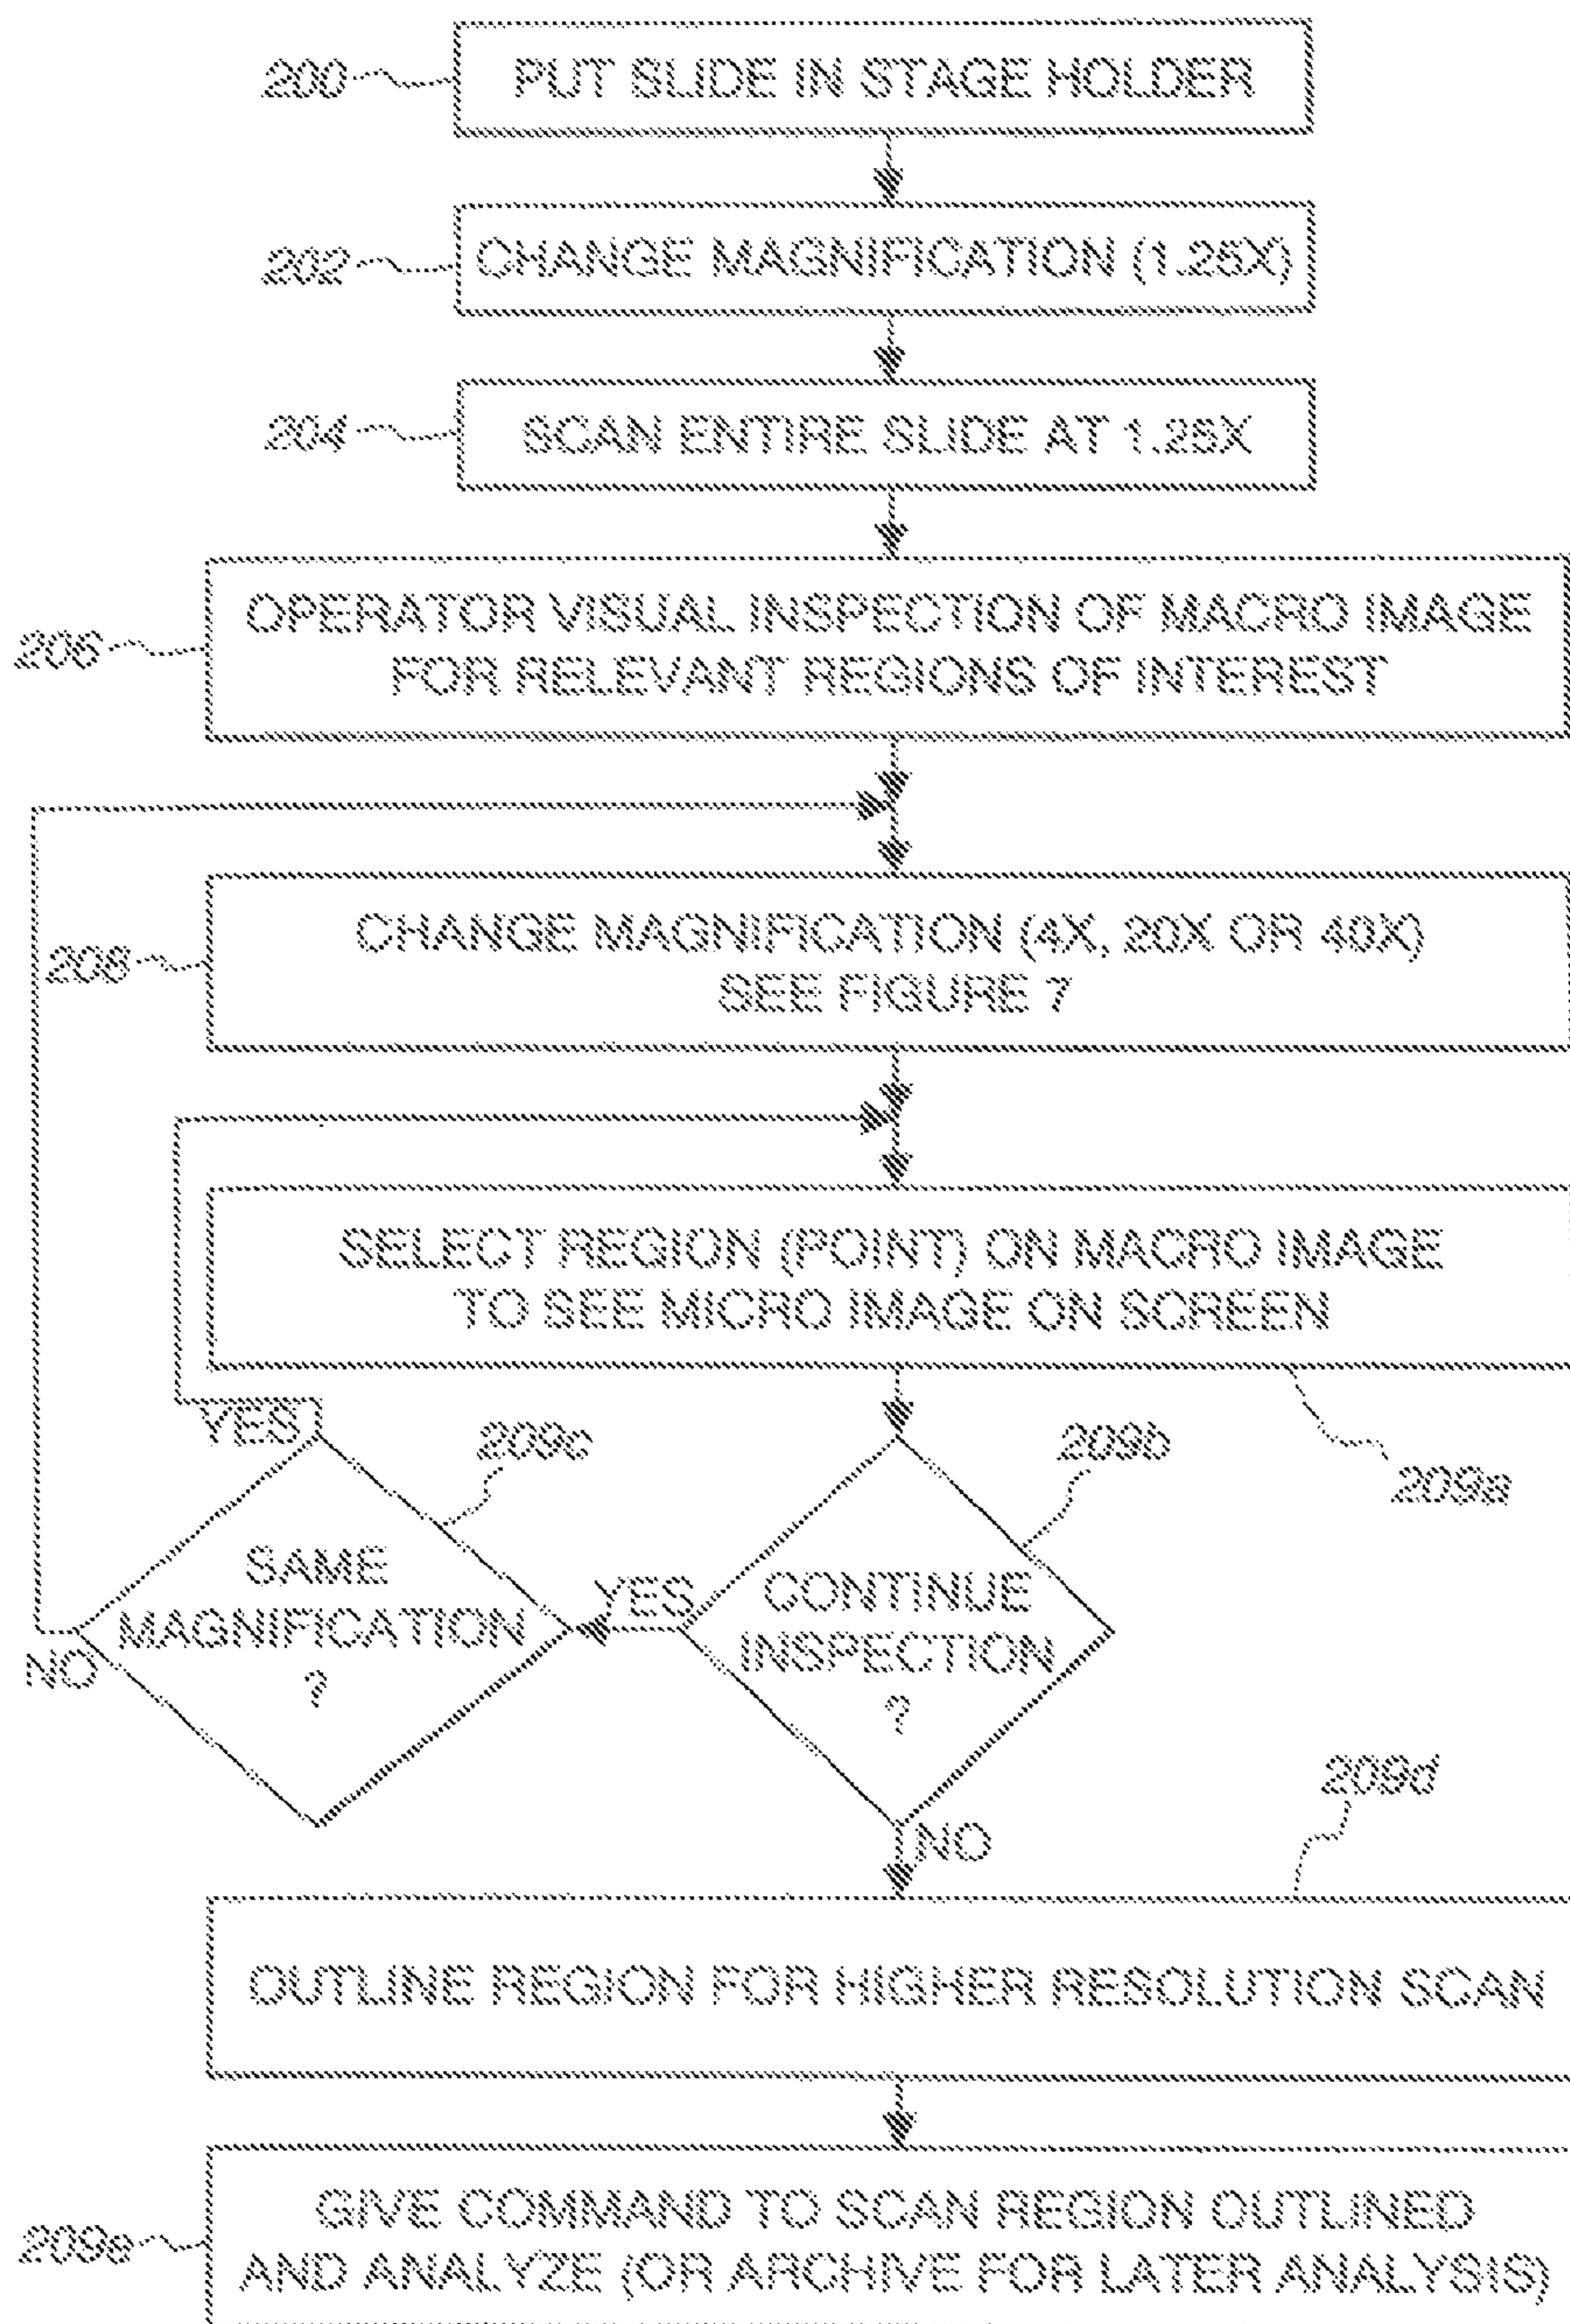 200
PUT SLIDE IN STAGE HOLDER
202
CHANGE MAGNIFICATION (1.25X)
204
SCAN ENTIRE SLIDE AT 1.25X
206
OPERATOR VISUAL INSPECTION OF MACRO IMAGE
FOR RELEVANT REGIONS OF INTEREST
208
CHANGE MAGNIFICATION (4X, 20X OR 40X)
SEE FIGURE 7
SELECT REGION (POINT) ON MACRO IMAGE
TO SEE MICRO IMAGE ON SCREEN
209a
YES
209c
209b
SAME
MAGNIFICATION
?
NO
YES
CONTINUE
INSPECTION
?
NO
209d
OUTLINE REGION FOR HIGHER RESOLUTION SCAN
209e
GIVE COMMAND TO SCAN REGION OUTLINED
AND ANALYZE (OR ARCHIVE FOR LATER ANALYSIS)